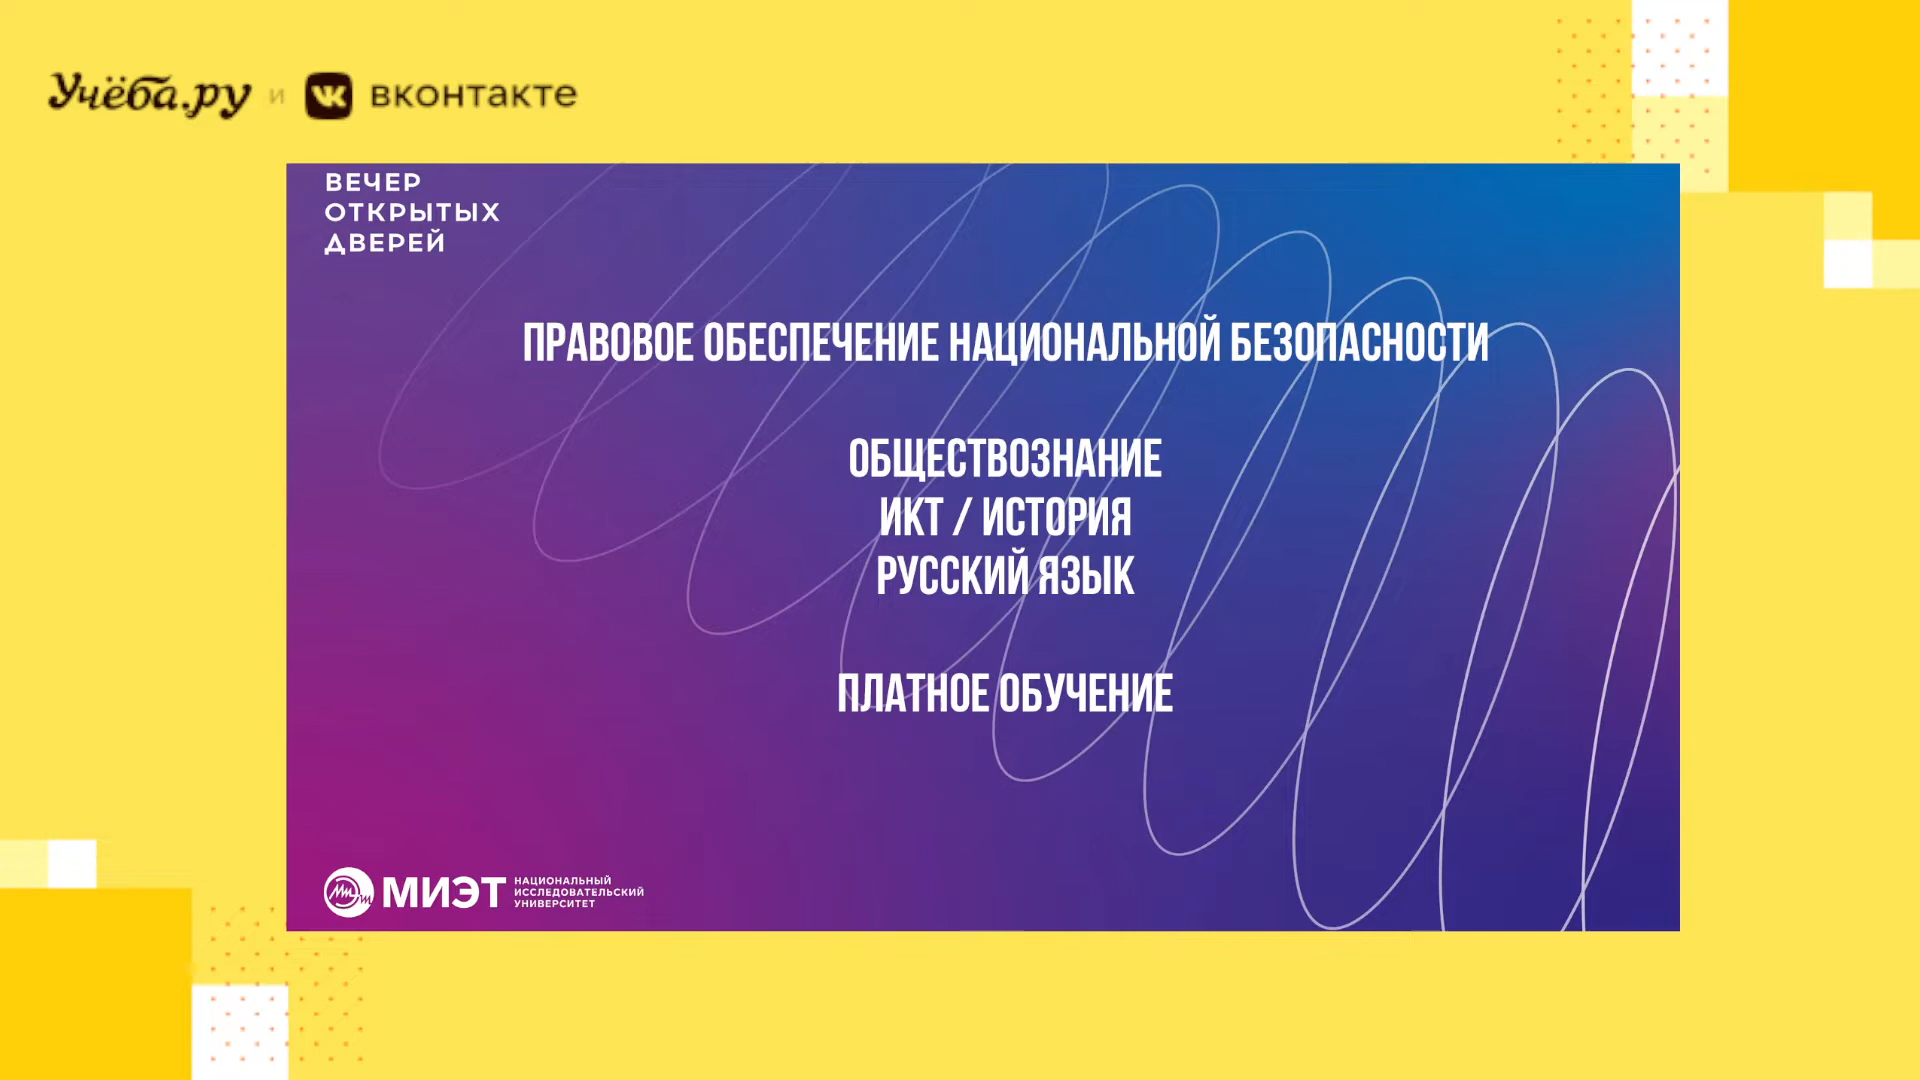 Учёба.ру и вконтакте
ВЕЧЕР
ОТКРЫТЫХ
ДВЕРЕЙ
ПРАВОВОЕ ОБЕСПЕЧЕНИЕ НАЦИОНАЛЬНОЙ БЕЗОПАСНОСТИ
ОБЩЕСТВОЗНАНИЕ
ИКТ / ИСТОРИЯ
РУССКИЙ ЯЗЫК
ПЛАТНОЕ ОБУЧЕНИЕ
МИЭТ
НАЦИОНАЛЬНЫЙ
ИССЛЕДОВАТЕЛЬСКИЙ
УНИВЕРСИТЕТ